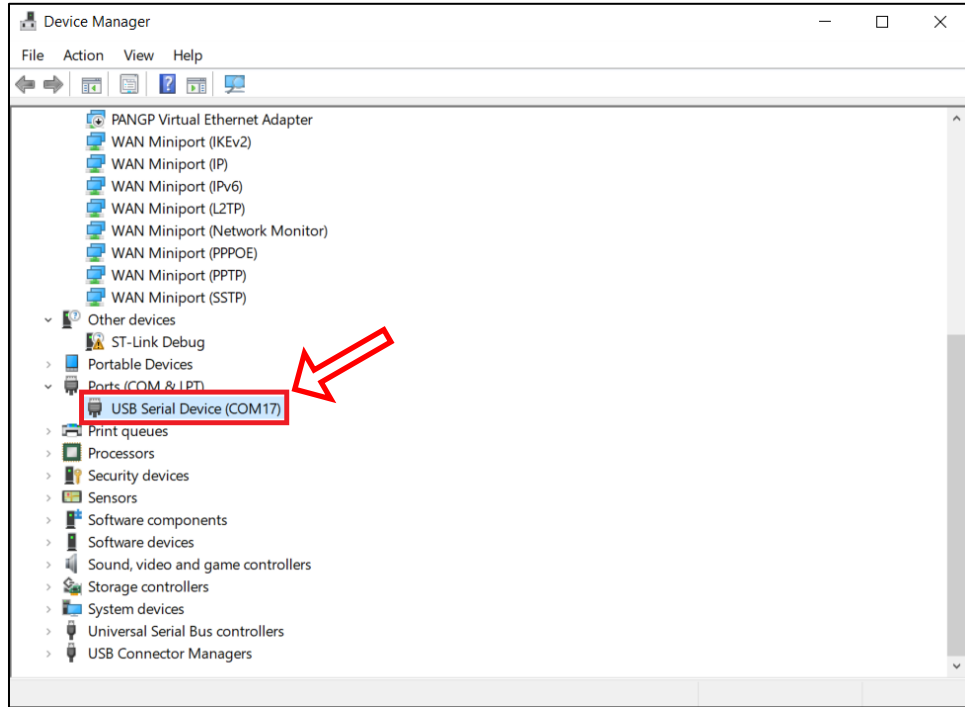 Device Manager
File Action View Help
PANGP Virtual Ethernet Adapter
WAN Miniport (IKEv2)
WAN Miniport (IP)
WAN Miniport (IPv6)
WAN Miniport (L2TP)
WAN Miniport (Network Monitor)
WAN Miniport (PPPOE)
WAN Miniport (PPTP)
WAN Miniport (SSTP)
Other devices
ST-Link Debug
Portable Devices
Ports (COM & LPT)
USB Serial Device (COM17)
Print queues
Processors
Security devices
Sensors
Software components
Software devices
Sound, video and game controllers
Storage controllers
System devices
Universal Serial Bus controllers
USB Connector Managers